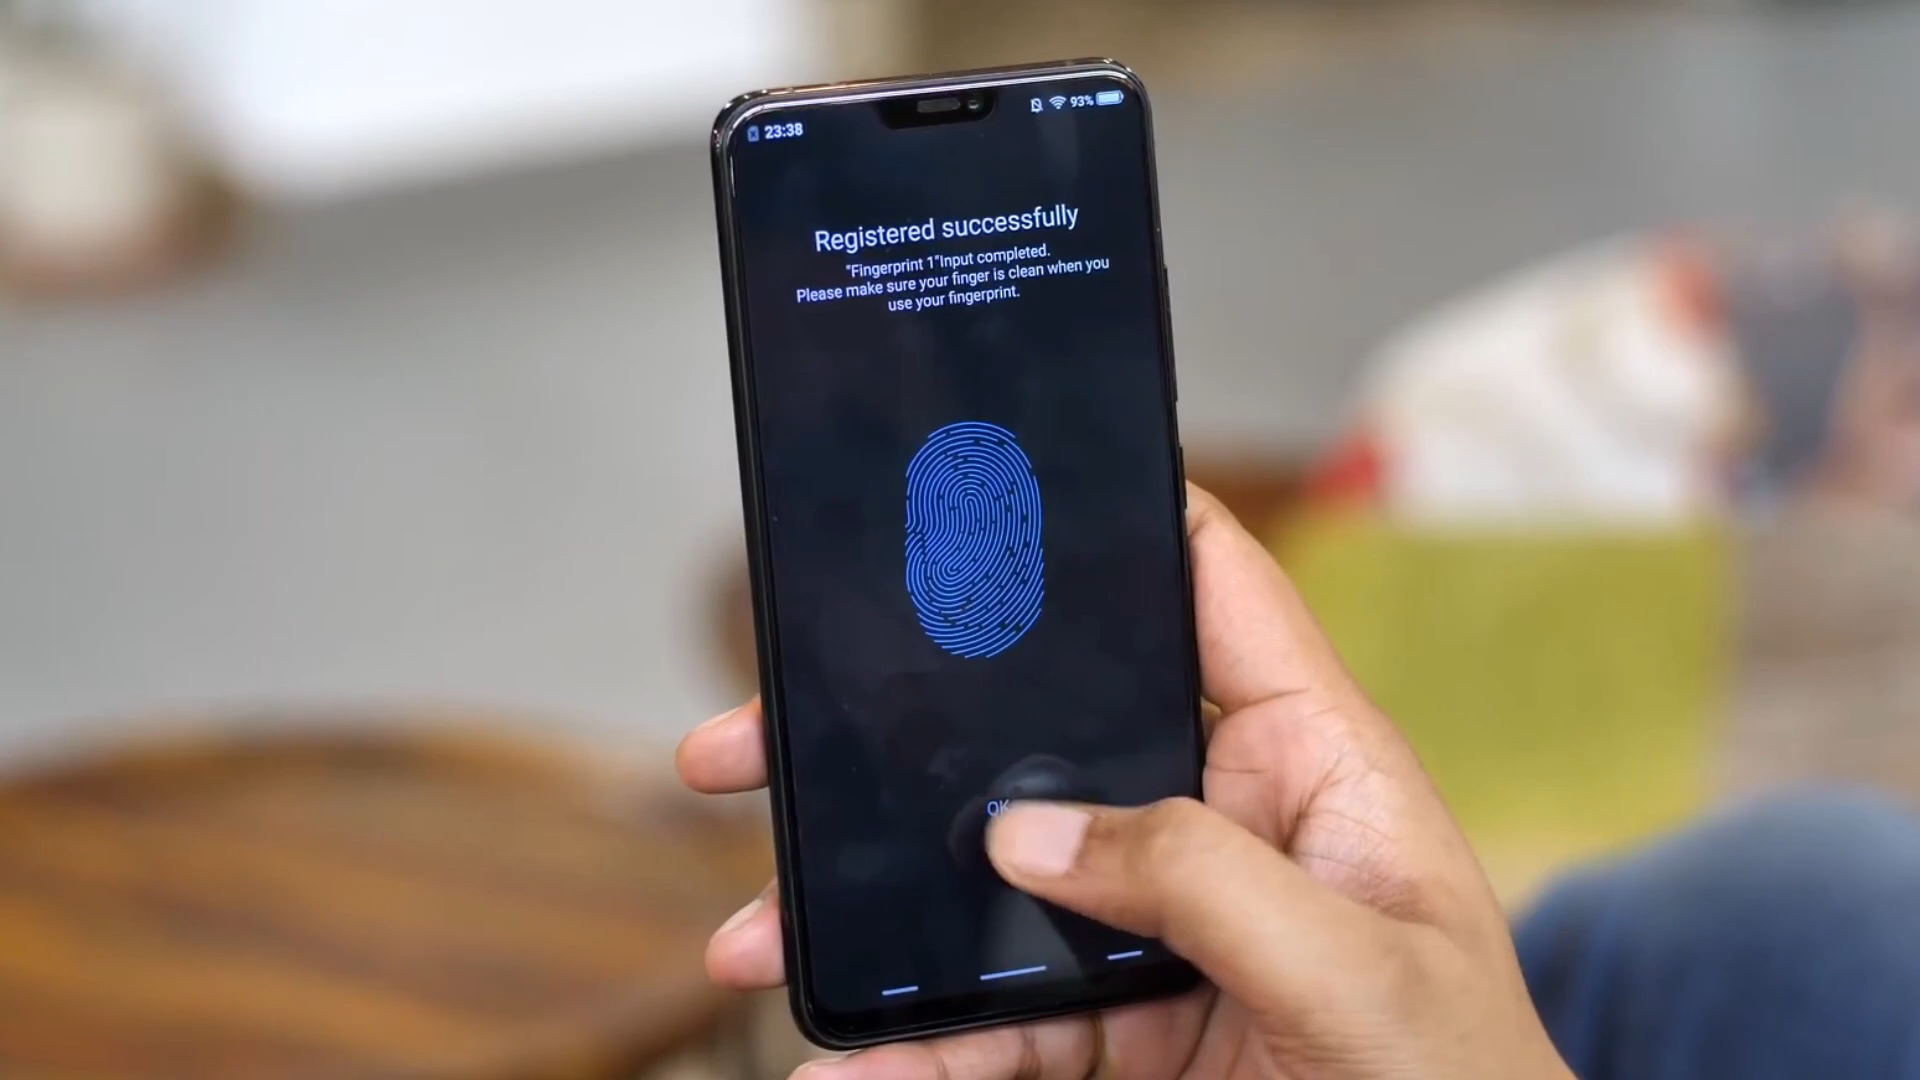 23:38
93%
Registered successfully
"Fingerprint 1"Input completed.
Please make sure your finger is clean when you
use your fingerprint.
OK